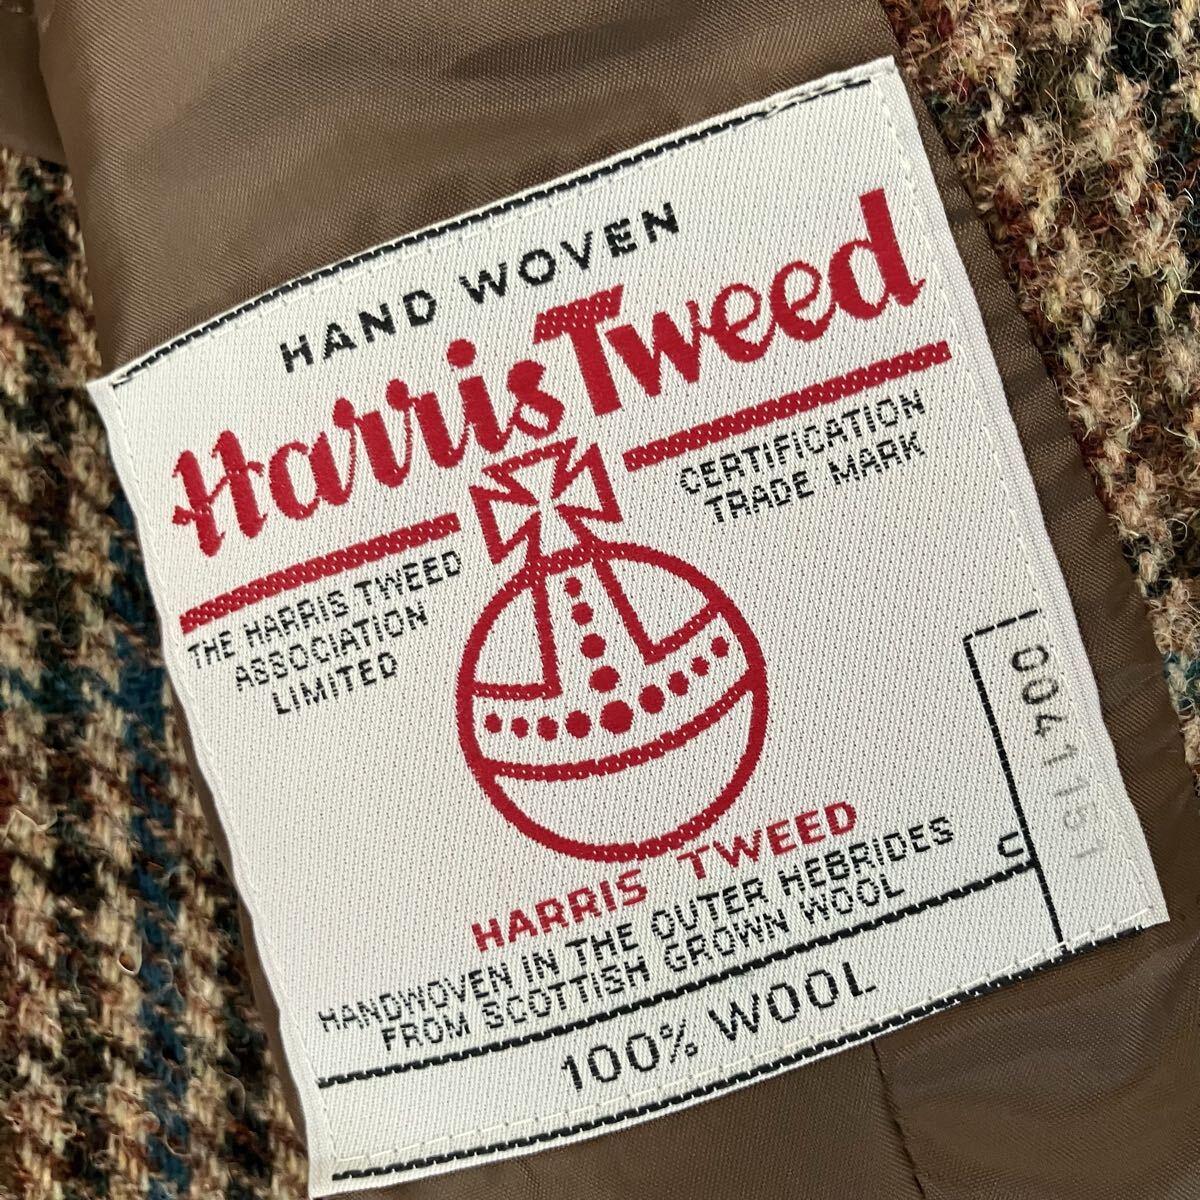 HAND WOVEN
Harris Tweed
CERTIFICATION
TRADE MARK
THE HARRIS TWEED
ASSOCIATION
LIMITED
HARRIS TWEED
HANDWOVEN IN THE OUTER HEBRIDES
FROM SCOTTISH GROWN WOOL
100% WOOL
U
0041151